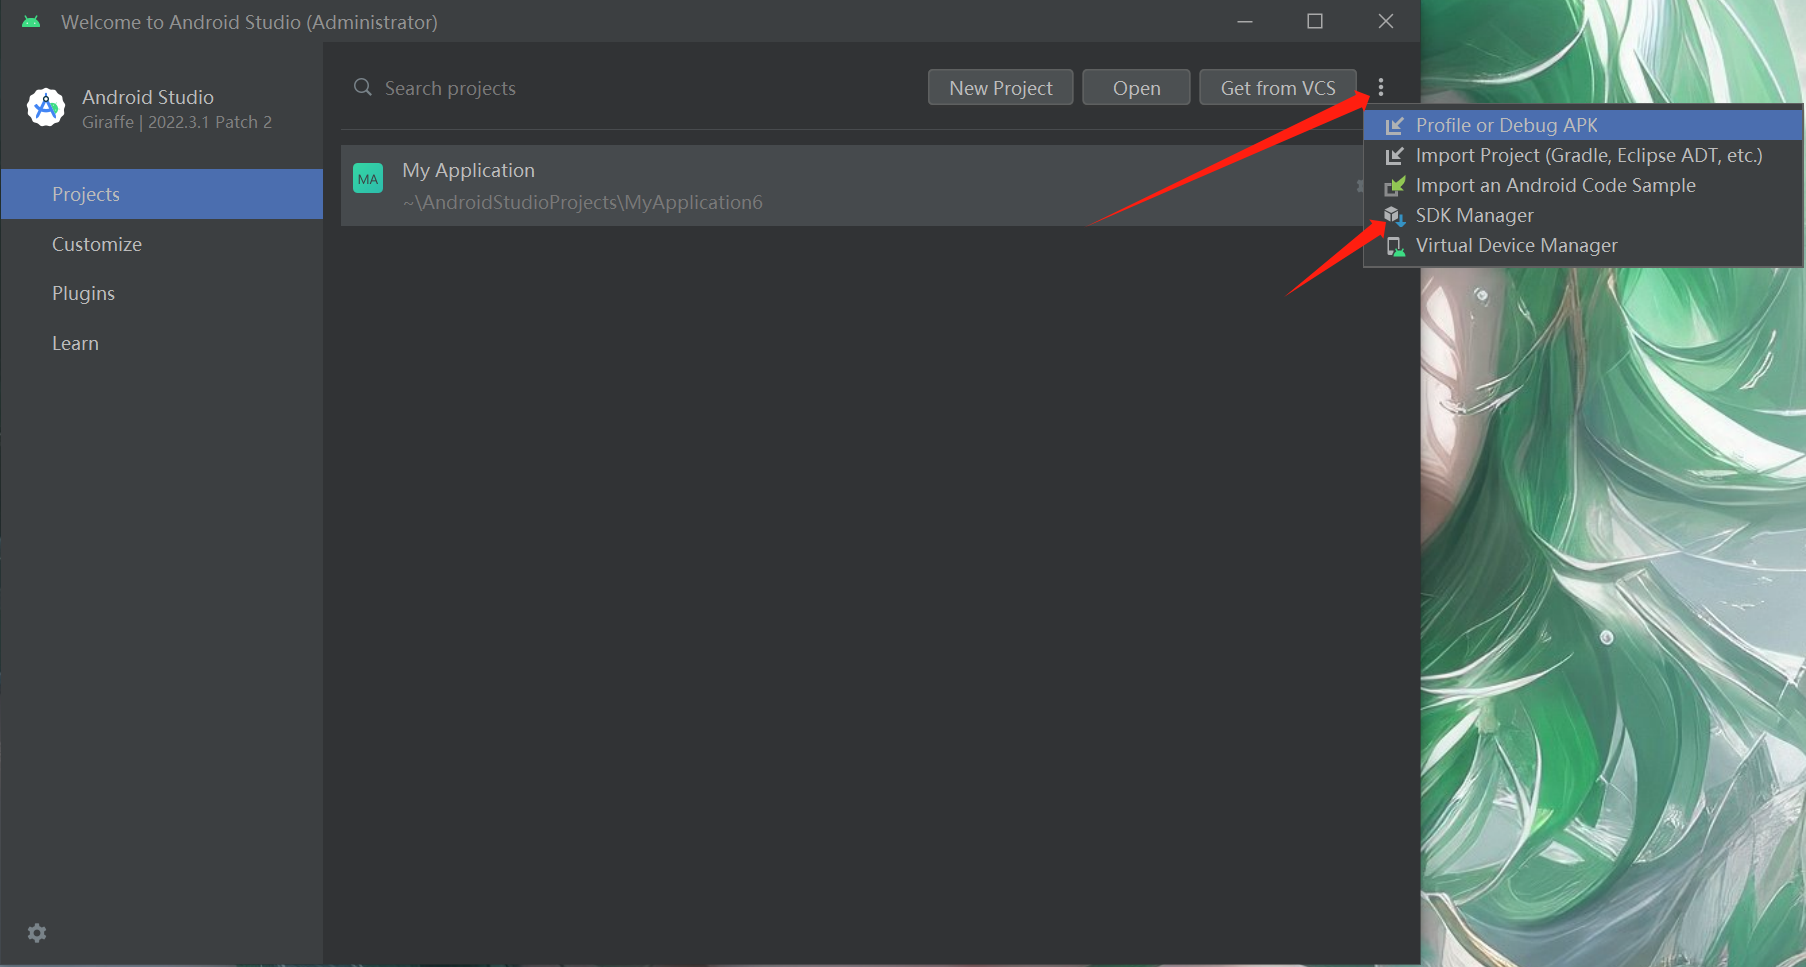 Welcome to Android Studio (Administrator)
Android Studio
Giraffe | 2022.3.1 Patch 2
Projects
Customize
Plugins
Learn
Search projects
New Project
Open
Get from VCS
MA
My Application
~\AndroidStudioProjects\MyApplication6
Profile or Debug APK
Import Project (Gradle, Eclipse ADT, etc.)
Import an Android Code Sample
SDK Manager
Virtual Device Manager